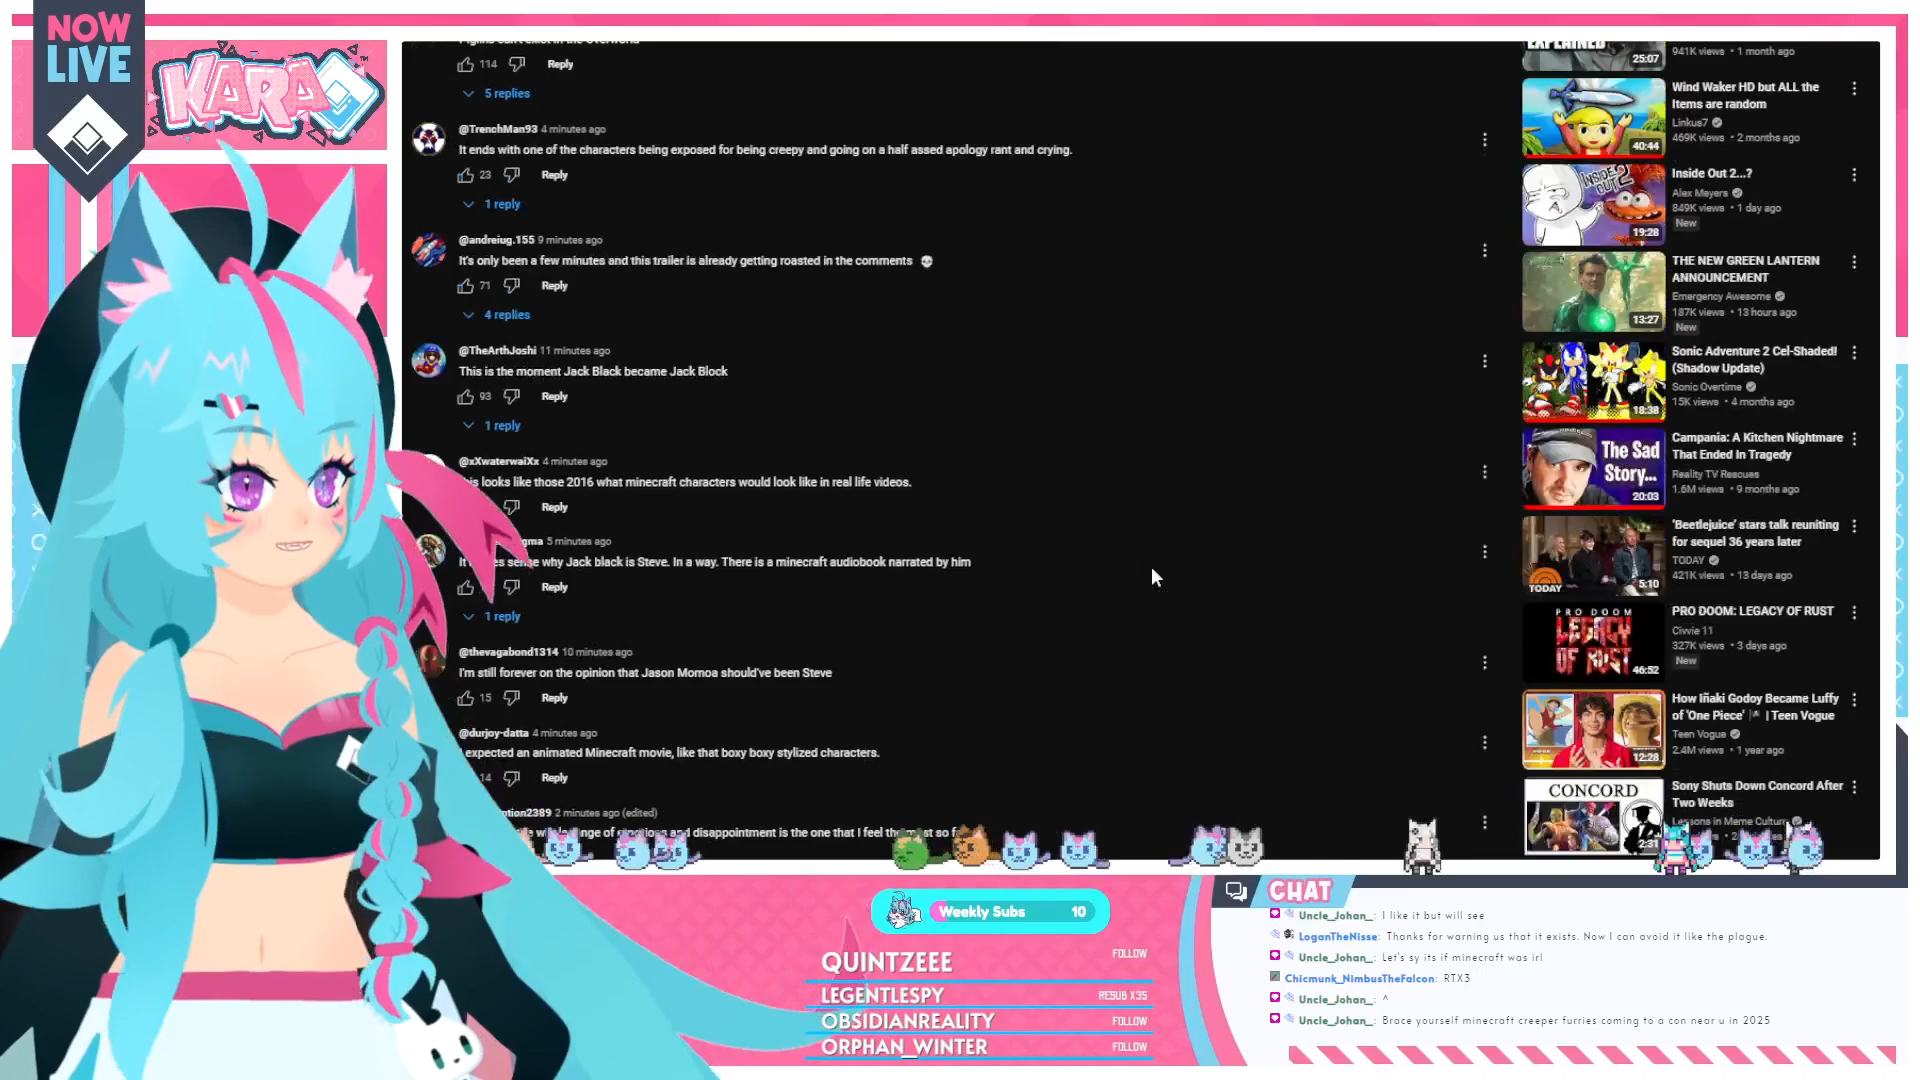 NOW
LIVE
KARA
114 Reply
5 replies
@TrenchMan93 4 minutes ago
It ends with one of the characters being exposed for being creepy and going on a half assed apology rant and crying.
23 Reply
1 reply
@andreiug.155 9 minutes ago
It's only been a few minutes and this trailer is already getting roasted in the comments 💀
71 Reply
4 replies
@TheArthJoshi 11 minutes ago
This is the moment Jack Black became Jack Block
93 Reply
1 reply
@xXwaterwaiXx 4 minutes ago
looks like those 2016 what minecraft characters would look like in real life videos.
Reply
5 minutes ago
why Jack black is Steve. In a way. There is a minecraft audiobook narrated by him
Reply
1 reply
@thevagabond1314 10 minutes ago
I'm still forever on the opinion that Jason Momoa should've been Steve
15 Reply
@durjoy-datta 4 minutes ago
expected an animated Minecraft movie, like that boxy boxy stylized characters.
14 Reply
2 minutes ago (edited)
disappointment is the one that I feel the
EXPLAINED
25:07
941K views • 1 month ago
40:44
Wind Waker HD but ALL the
Items are random
Linkus7
469K views • 2 months ago
INSIDE OUT 2
19:28
Inside Out 2...?
Alex Meyers
849K views • 1 day ago
New
13:27
THE NEW GREEN LANTERN
ANNOUNCEMENT
Emergency Awesome
187K views • 13 hours ago
New
18:38
Sonic Adventure 2 Cel-Shaded!
(Shadow Update)
Sonic Overtime
15K views • 4 months ago
The Sad
Story...
20:03
Campania: A Kitchen Nightmare
That Ended In Tragedy
Reality TV Rescues
1.6M views • 9 months ago
TODAY
5:10
'Beetlejuice' stars talk reuniting
for sequel 36 years later
TODAY
421K views • 13 days ago
PRO DOOM:
LEGACY
OF RUST
46:52
PRO DOOM: LEGACY OF RUST
Civvie 11
327K views • 3 days ago
New
12:28
How Iñaki Godoy Became Luffy
of 'One Piece' | Teen Vogue
Teen Vogue
2.4M views • 1 year ago
CONCORD
2:31
Sony Shuts Down Concord After
Two Weeks
Lessons in Meme Culture
Weekly Subs 10
QUINTZEEE FOLLOW
LEGENTLESPY RESUB X35
OBSIDIANREALITY FOLLOW
ORPHAN_WINTER FOLLOW
CHAT
Uncle_Johan_: I like it but will see
LoganTheNisse: Thanks for warning us that it exists. Now I can avoid it like the plague.
Uncle_Johan_: Let's sy its if minecraft was irl
Chicmunk_NimbusTheFalcon: RTX3
Uncle_Johan_: ^
Uncle_Johan_: Brace yourself minecraft creeper furries coming to a con near u in 2025